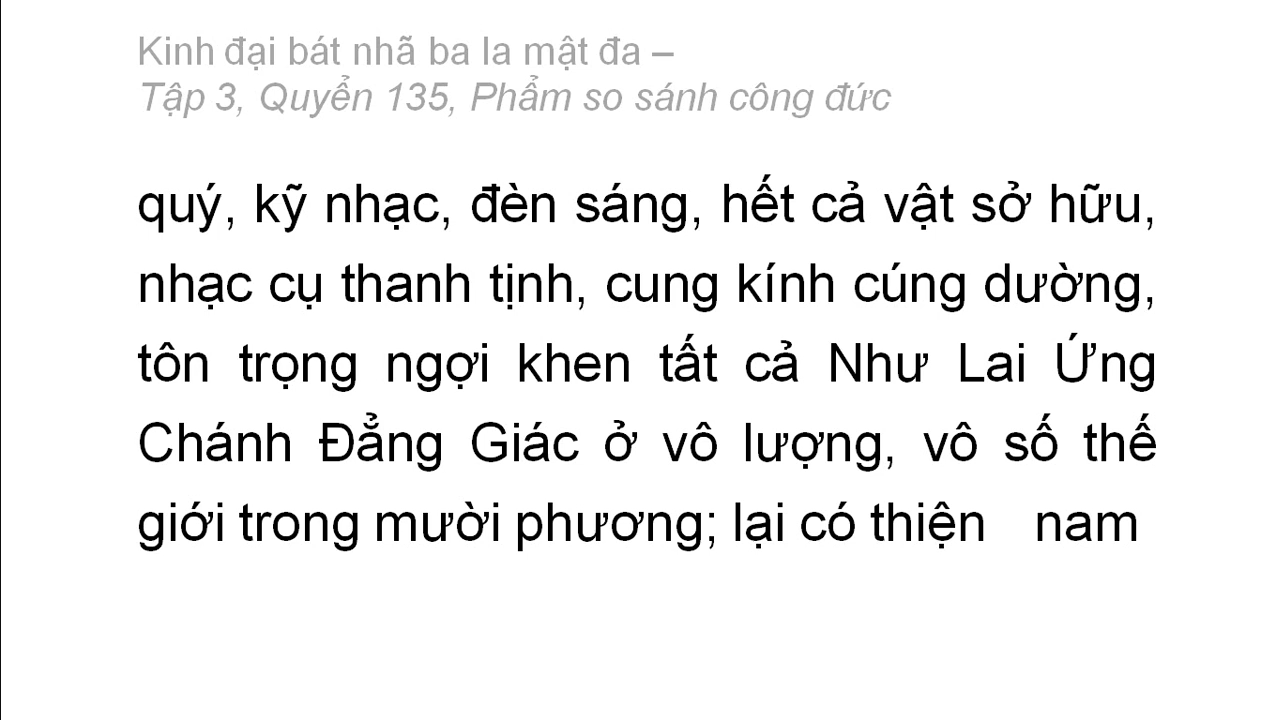 Kinh đại bát nhã ba la mật đa –
Tập 3, Quyển 135, Phẩm so sánh công đức
quý, kỹ nhạc, đèn sáng, hết cả vật sở hữu,
nhạc cụ thanh tịnh, cung kính cúng dường,
tôn trọng ngợi khen tất cả Như Lai Ứng
Chánh Đẳng Giác ở vô lượng, vô số thế
giới trong mười phương; lại có thiện nam